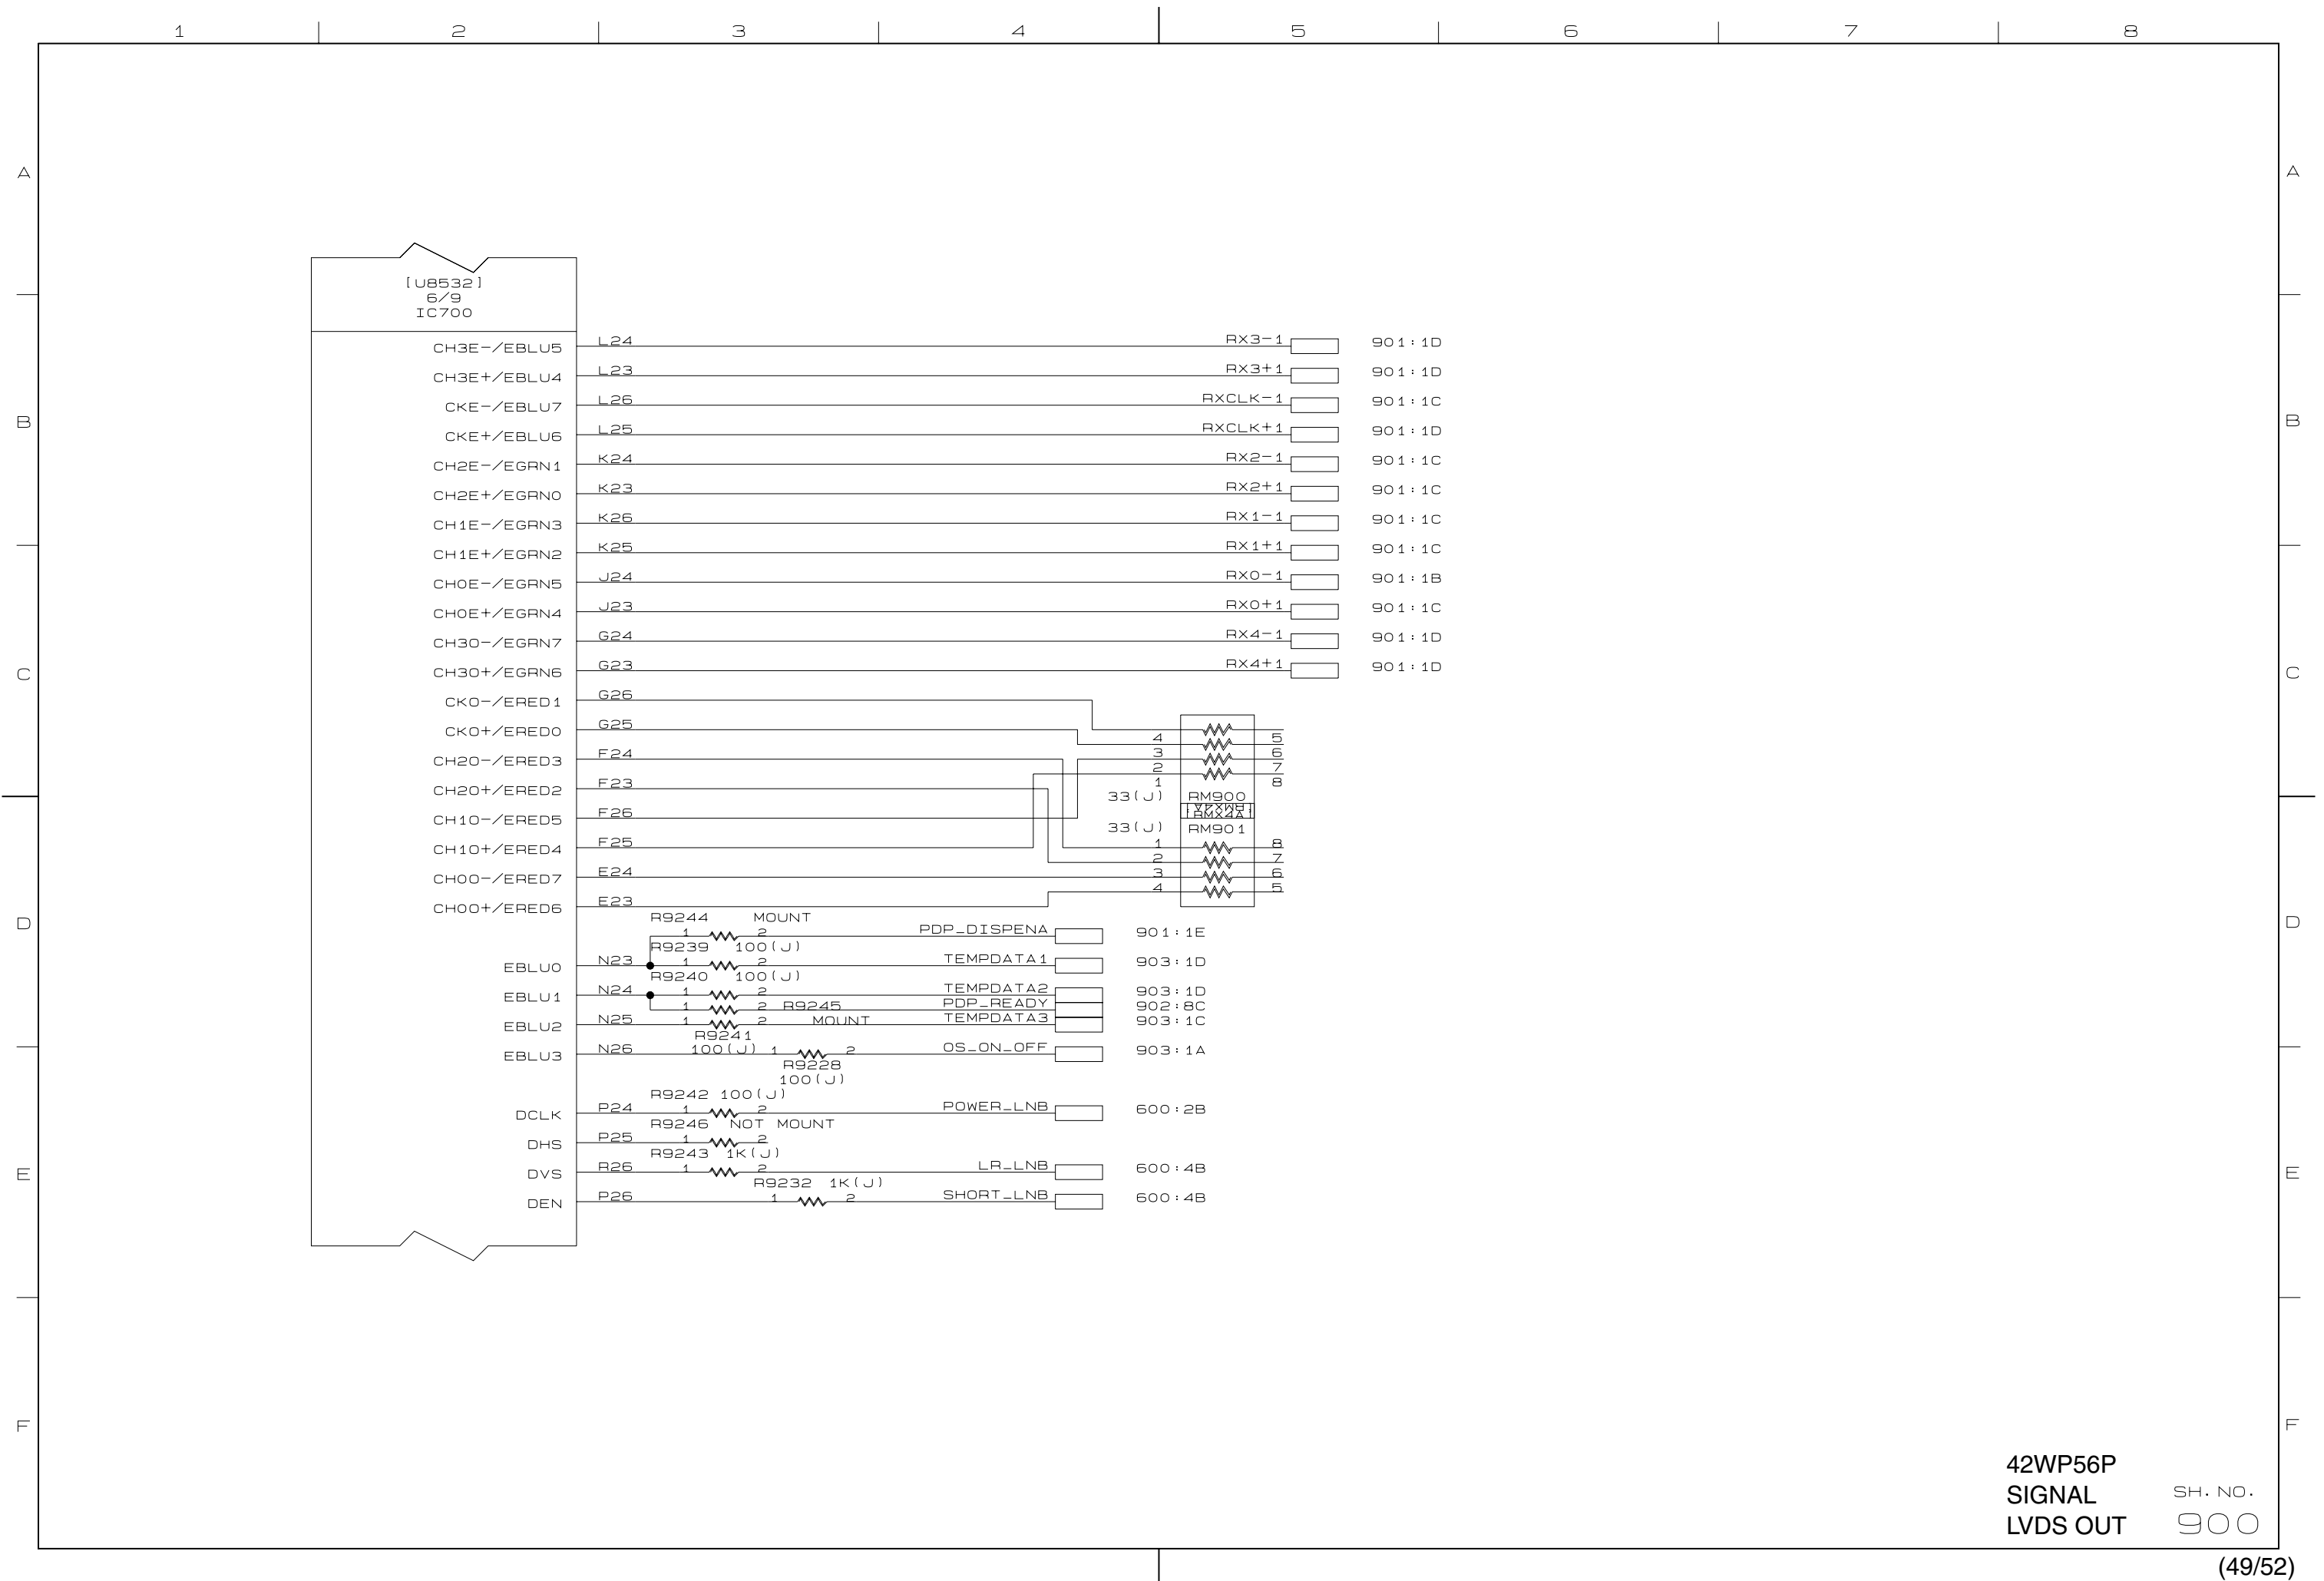 1 2 3 4 5 6 7 8
A A
[U8532]
6/9
IC700
CH3E-/EBLU5 L24 RX3-1 901:1D
CH3E+/EBLU4 L23 RX3+1 901:1D
CKE-/EBLU7 L26 RXCLK-1 901:1C
B B
CKE+/EBLU6 L25 RXCLK+1 901:1D
CH2E-/EGRN1 K24 RX2-1 901:1C
CH2E+/EGRN0 K23 RX2+1 901:1C
CH1E-/EGRN3 K26 RX1-1 901:1C
CH1E+/EGRN2 K25 RX1+1 901:1C
CH0E-/EGRN5 J24 RX0-1 901:1B
CH0E+/EGRN4 J23 RX0+1 901:1C
CH3O-/EGRN7 G24 RX4-1 901:1D
CH3O+/EGRN6 G23 RX4+1 901:1D
C C
CKO-/ERED1 G26
CKO+/ERED0 G25
4 5
CH2O-/ERED3 F24 3 6
2 7
CH2O+/ERED2 F23 1 8
33(J) RM900
CH1O-/ERED5 F26 [RMX4A]
33(J) RM901
CH1O+/ERED4 F25 1 8
2 7
CH0O-/ERED7 E24 3 6
4 5
CH0O+/ERED6 E23
D D
R9244 MOUNT
1 2 PDP_DISPENA 901:1E
R9239 100(J)
EBLU0 N23 1 2 TEMPDATA1 903:1D
R9240 100(J)
EBLU1 N24 1 2 TEMPDATA2 903:1D
1 2 R9245 PDP_READY 902:8C
EBLU2 N25 1 2 MOUNT TEMPDATA3 903:1C
R9241
EBLU3 N26 100(J) 1 2 OS_ON_OFF 903:1A
R9228
100(J)
R9242 100(J)
DCLK P24 1 2 POWER_LNB 600:2B
R9246 NOT MOUNT
DHS P25 1 2
R9243 1K(J)
E E
DVS R26 1 2 LR_LNB 600:4B
R9232 1K(J)
DEN P26 1 2 SHORT_LNB 600:4B
F F
42WP56P
SIGNAL SH.NO.
LVDS OUT 900
(49/52)